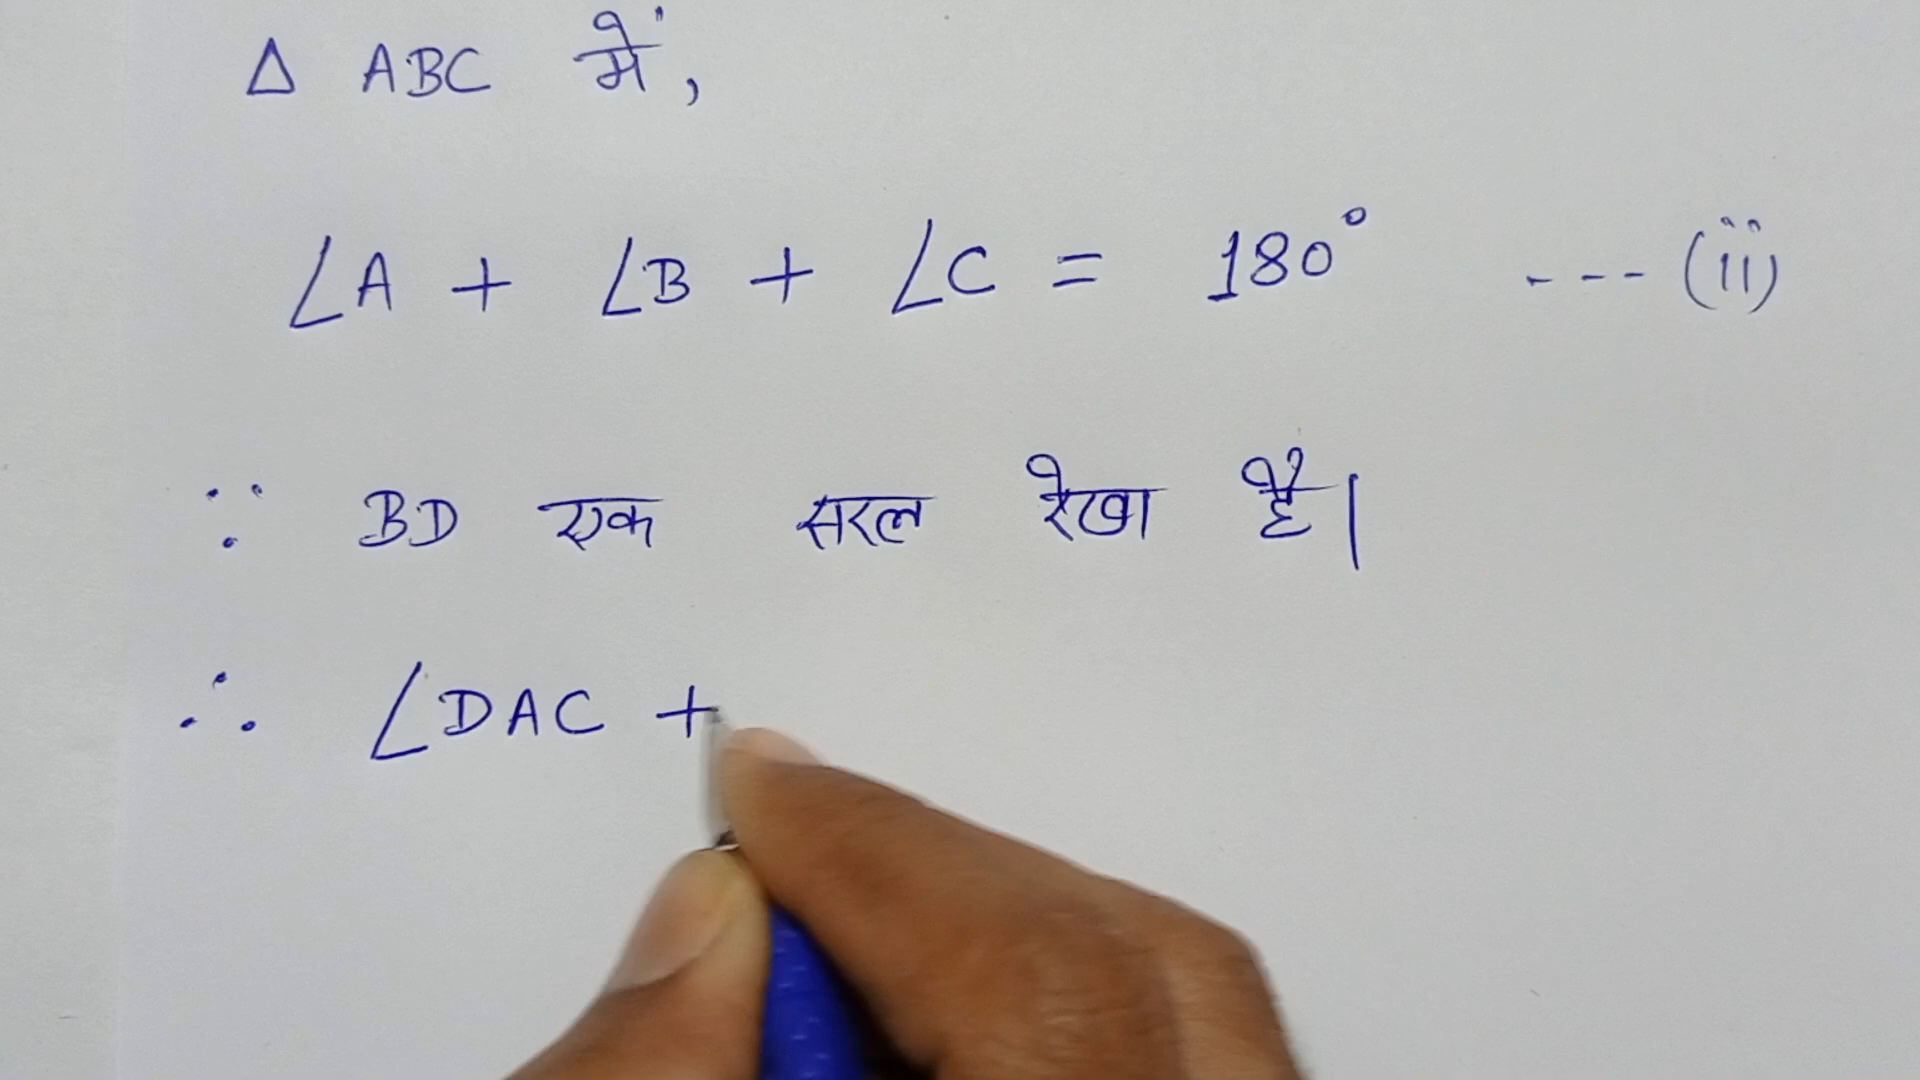 Δ ABC में,
∠A + ∠B + ∠C = 180° --- (ii)
∵ BD एक सरल रेखा है।
∴ ∠DAC +